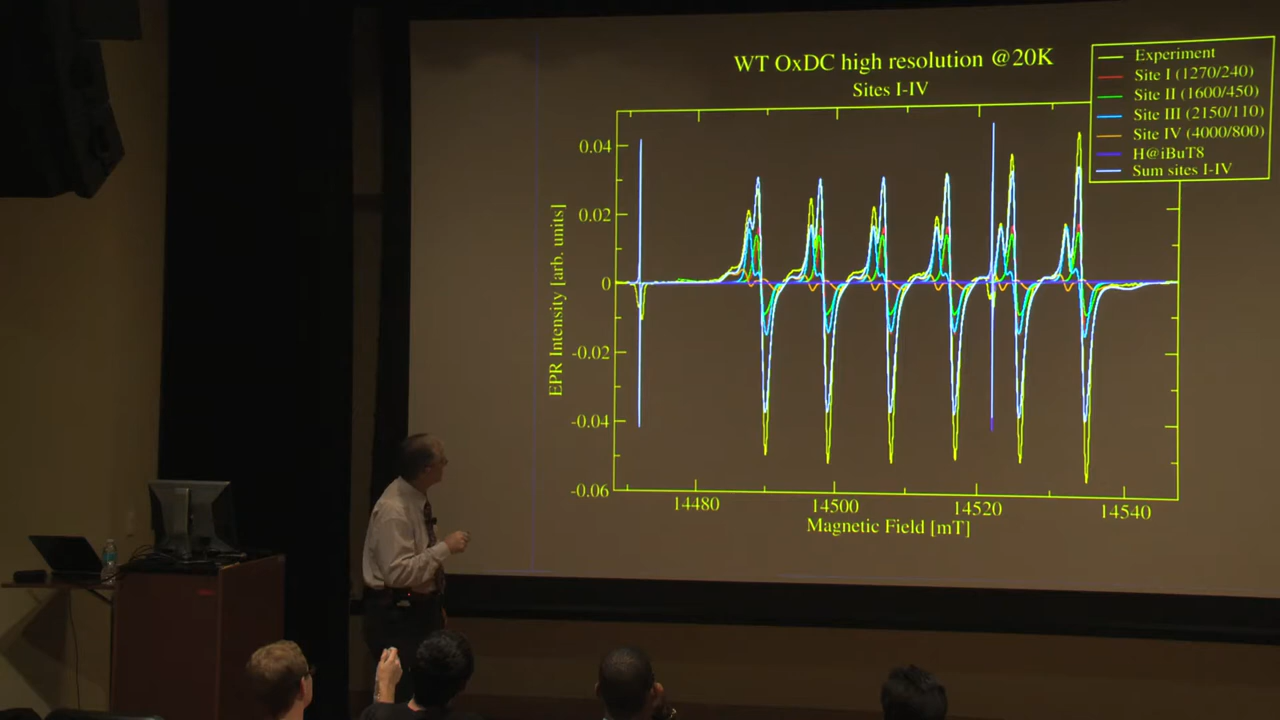 WT OxDC high resolution @20K
Sites I-IV
Experiment
Site I (1270/240)
Site II (1600/450)
Site III (2150/110)
Site IV (4000/800)
H@iBuT8
Sum sites I-IV
EPR Intensity [arb. units]
0.04
0.02
0
-0.02
-0.04
-0.06
14480
14500
14520
14540
Magnetic Field [mT]